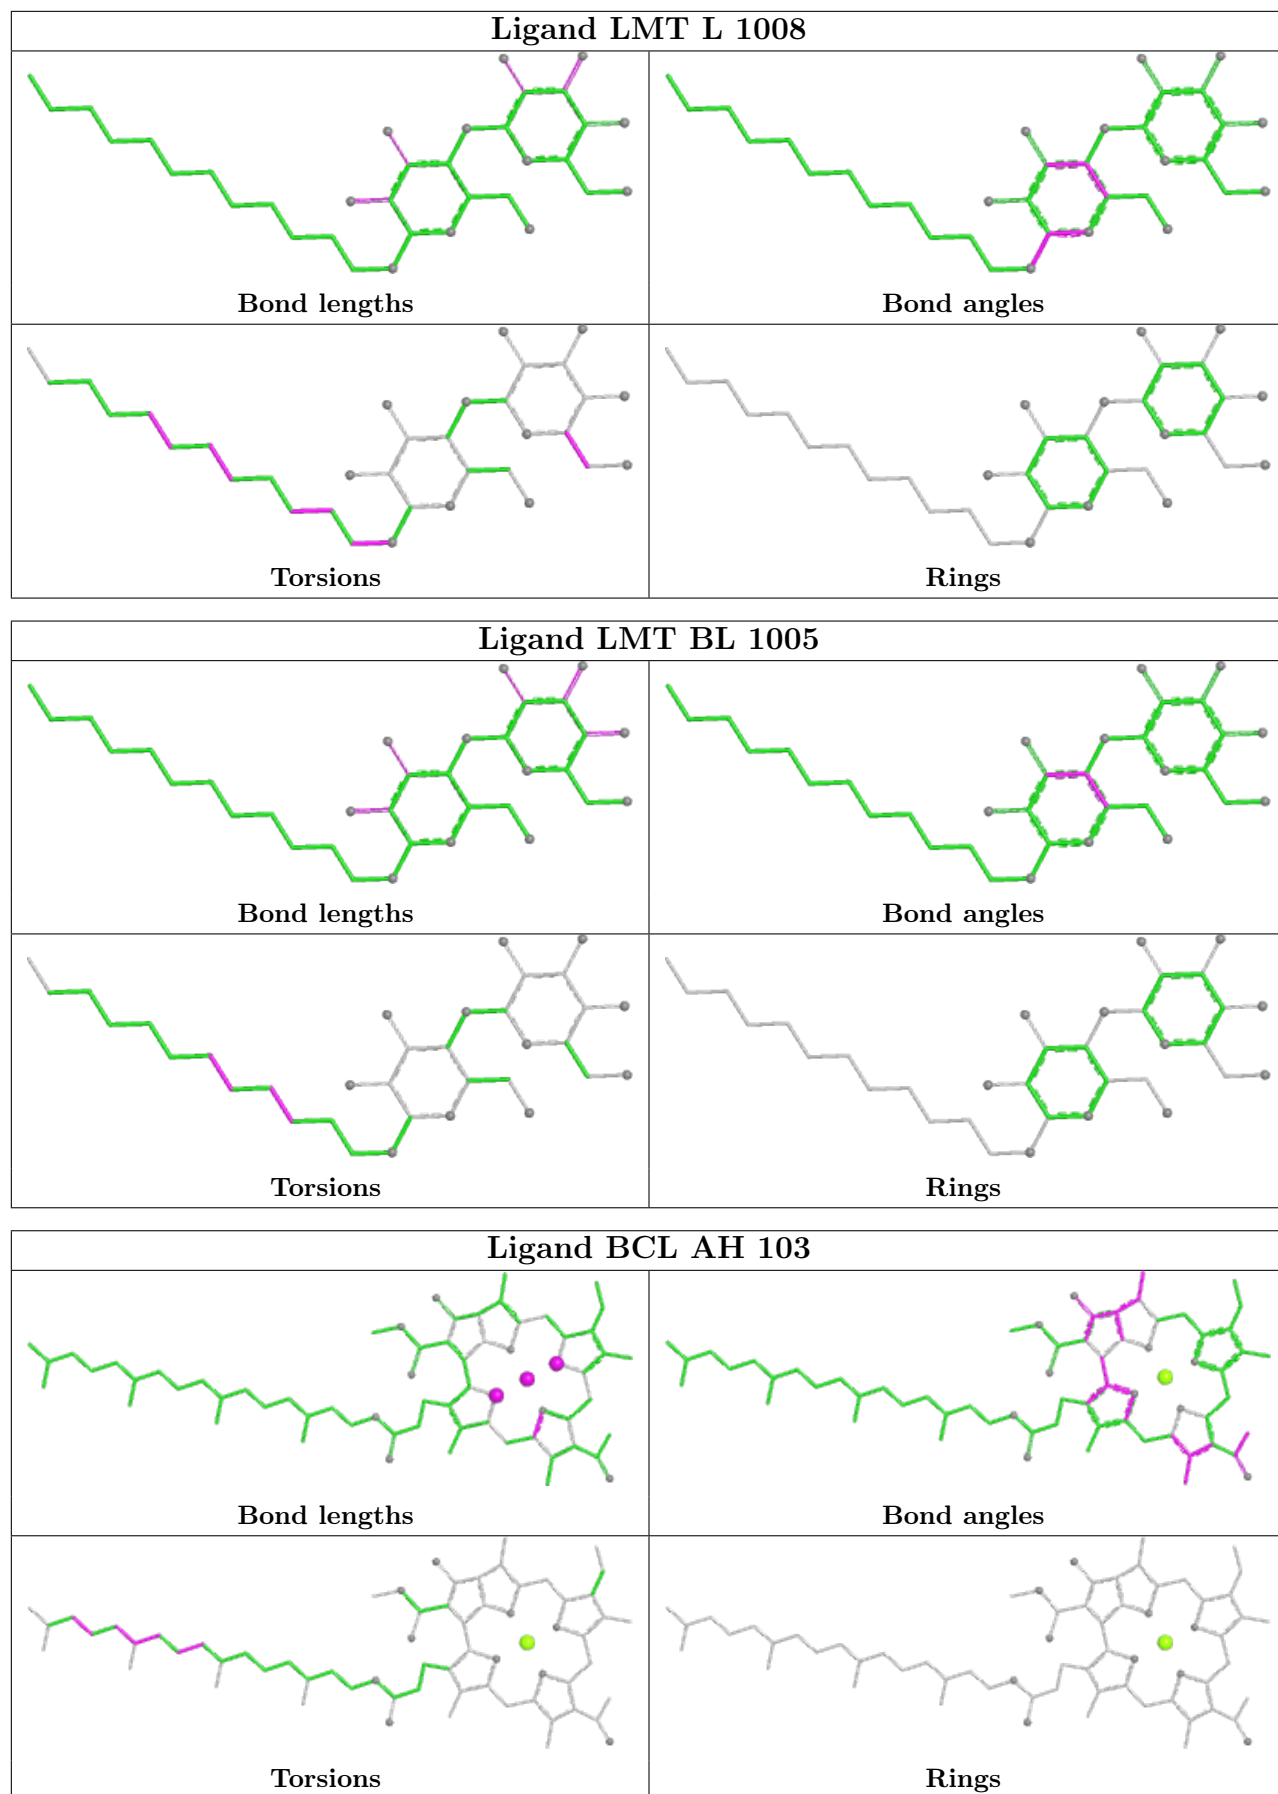 Ligand LMT L 1008
Bond lengths
Bond angles
Torsions
Rings
Ligand LMT BL 1005
Bond lengths
Bond angles
Torsions
Rings
Ligand BCL AH 103
Bond lengths
Bond angles
Torsions
Rings